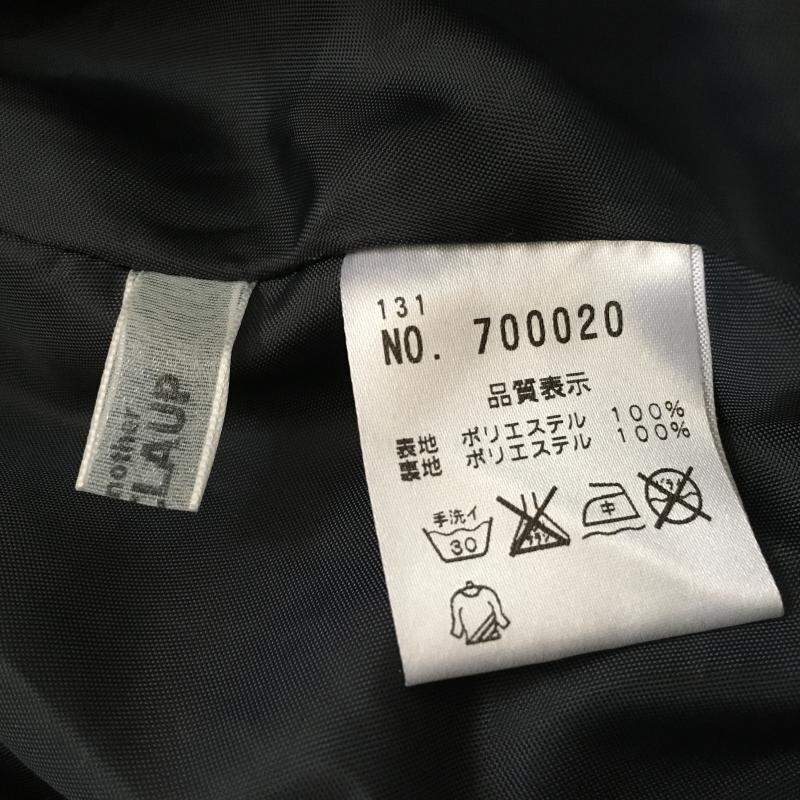 nother
LAUP
131
NO. 700020
品質表示
表地 ポリエステル 100%
裏地 ポリエステル 100%
手洗イ
30
中